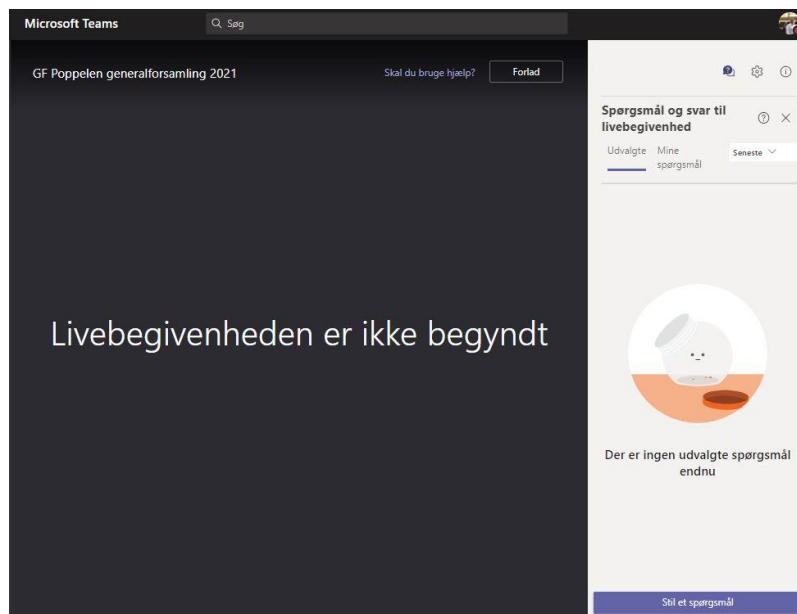 Microsoft Teams
Søg
GF Poppelen generalforsamling 2021
Skal du bruge hjælp?
Forlad
Livebegivenheden er ikke begyndt
Spørgsmål og svar til
livebegivenhed
Udvalgte
Mine
spørgsmål
Seneste
Der er ingen udvalgte spørgsmål
endnu
Stil et spørgsmål